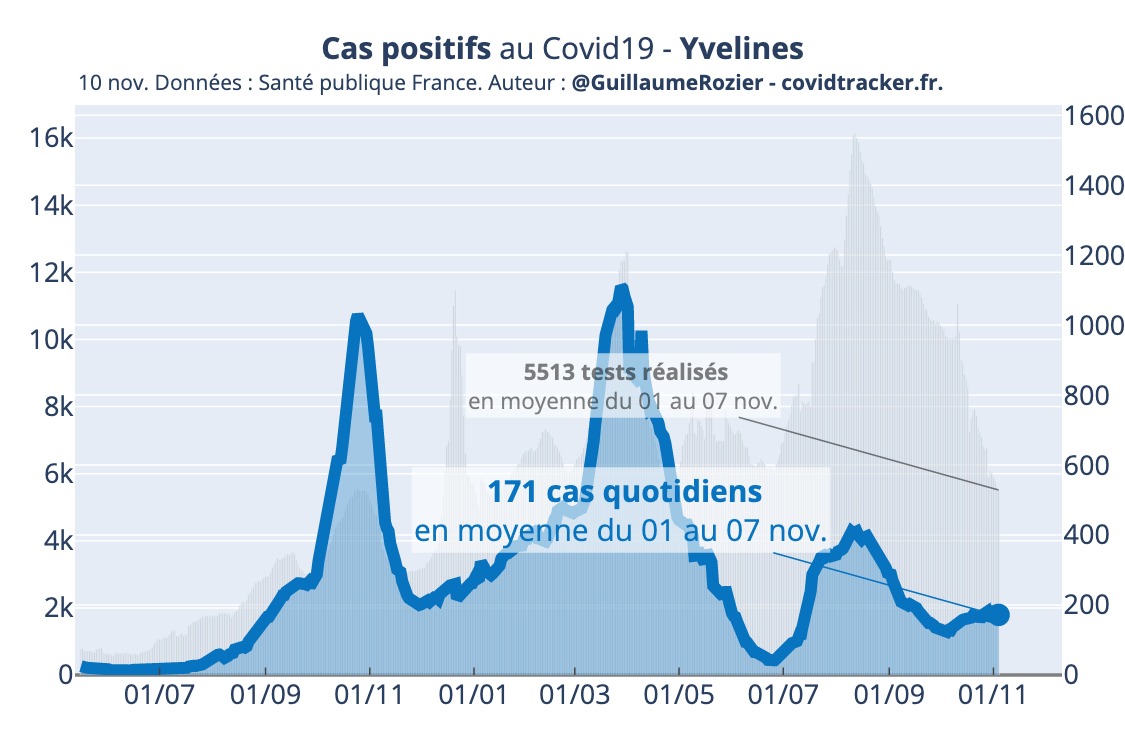 Cas positifs au Covid19 - Yvelines
10 nov. Données : Santé publique France. Auteur : @GuillaumeRozier - covidtracker.fr.
16k
14k
12k
10k
8k
6k
4k
2k
0
1600
1400
1200
1000
800
600
400
200
0
5513 tests réalisés
en moyenne du 01 au 07 nov.
171 cas quotidiens
en moyenne du 01 au 07 nov.
01/07 01/09 01/11 01/01 01/03 01/05 01/07 01/09 01/11